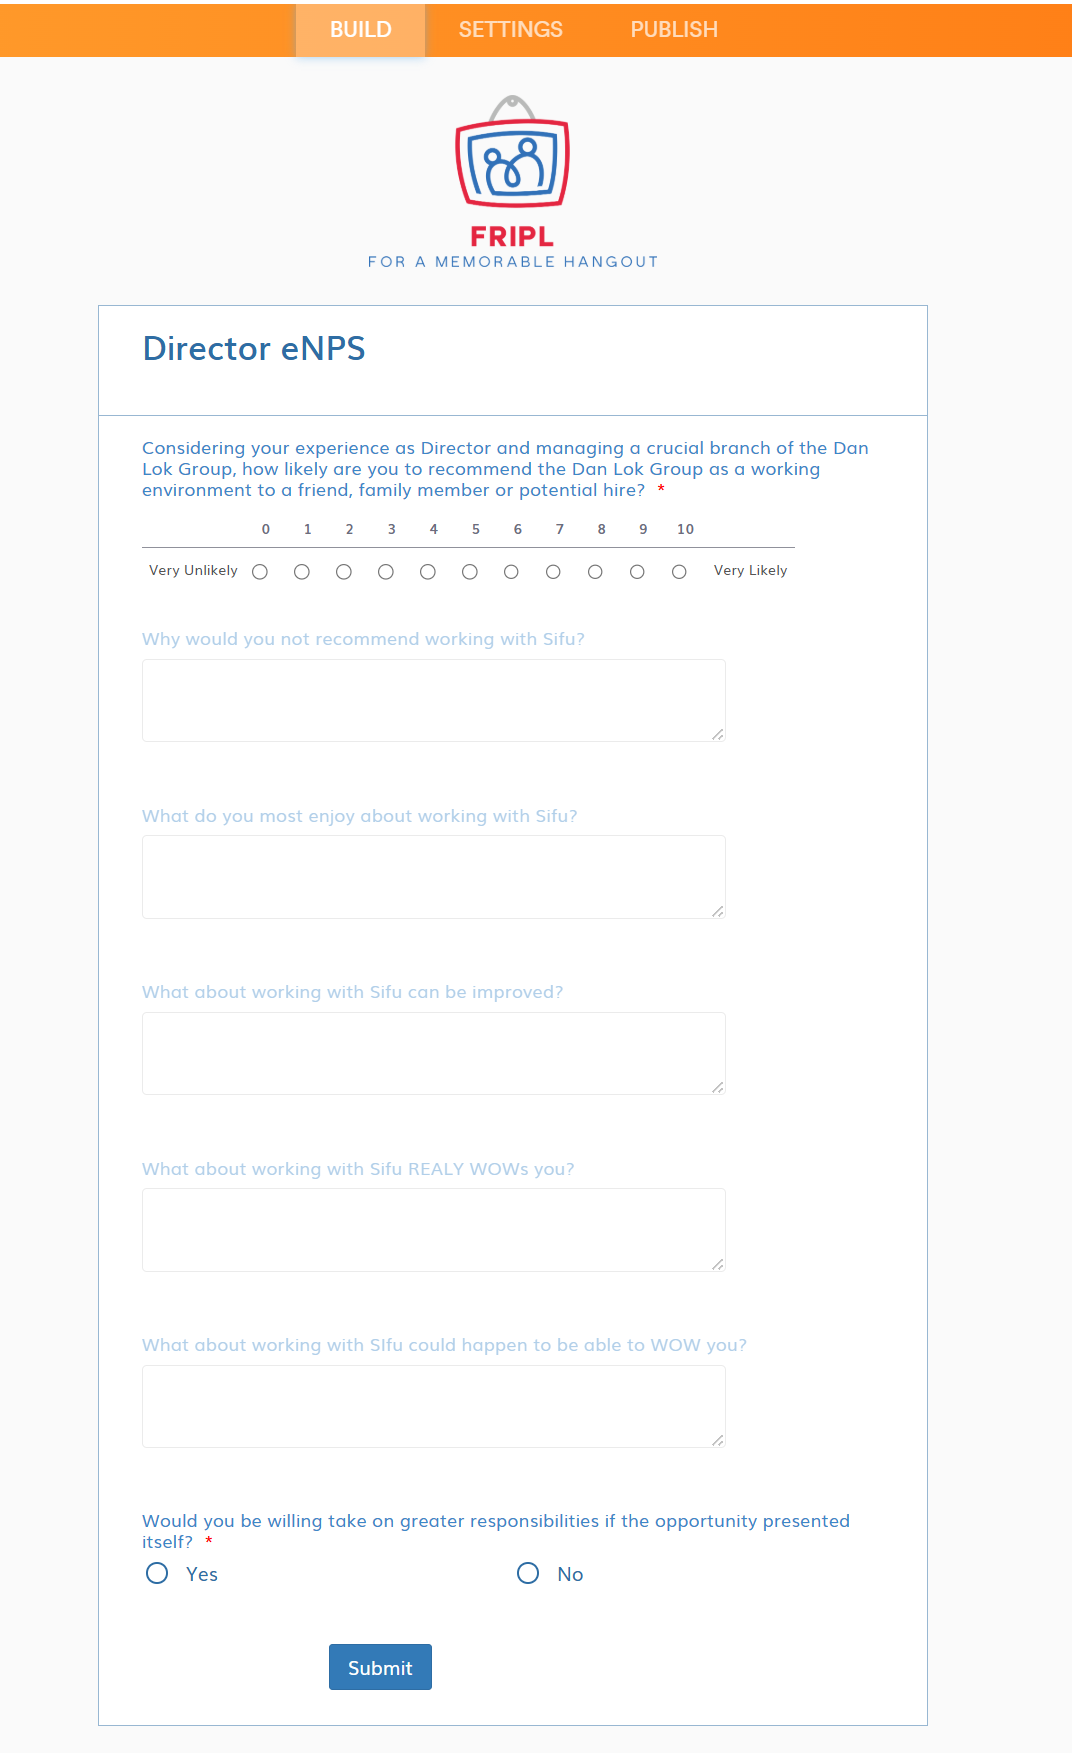 BUILD SETTINGS PUBLISH
FRIPL
FOR A MEMORABLE HANGOUT
Director eNPS
Considering your experience as Director and managing a crucial branch of the Dan
Lok Group, how likely are you to recommend the Dan Lok Group as a working
environment to a friend, family member or potential hire? *
0 1 2 3 4 5 6 7 8 9 10
Very Unlikely Very Likely
Why would you not recommend working with Sifu?
What do you most enjoy about working with Sifu?
What about working with Sifu can be improved?
What about working with Sifu REALY WOWs you?
What about working with SIfu could happen to be able to WOW you?
Would you be willing take on greater responsibilities if the opportunity presented
itself? *
Yes No
Submit